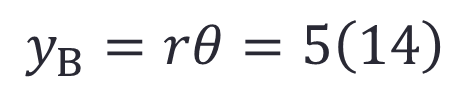 y_B = rθ = 5(14)